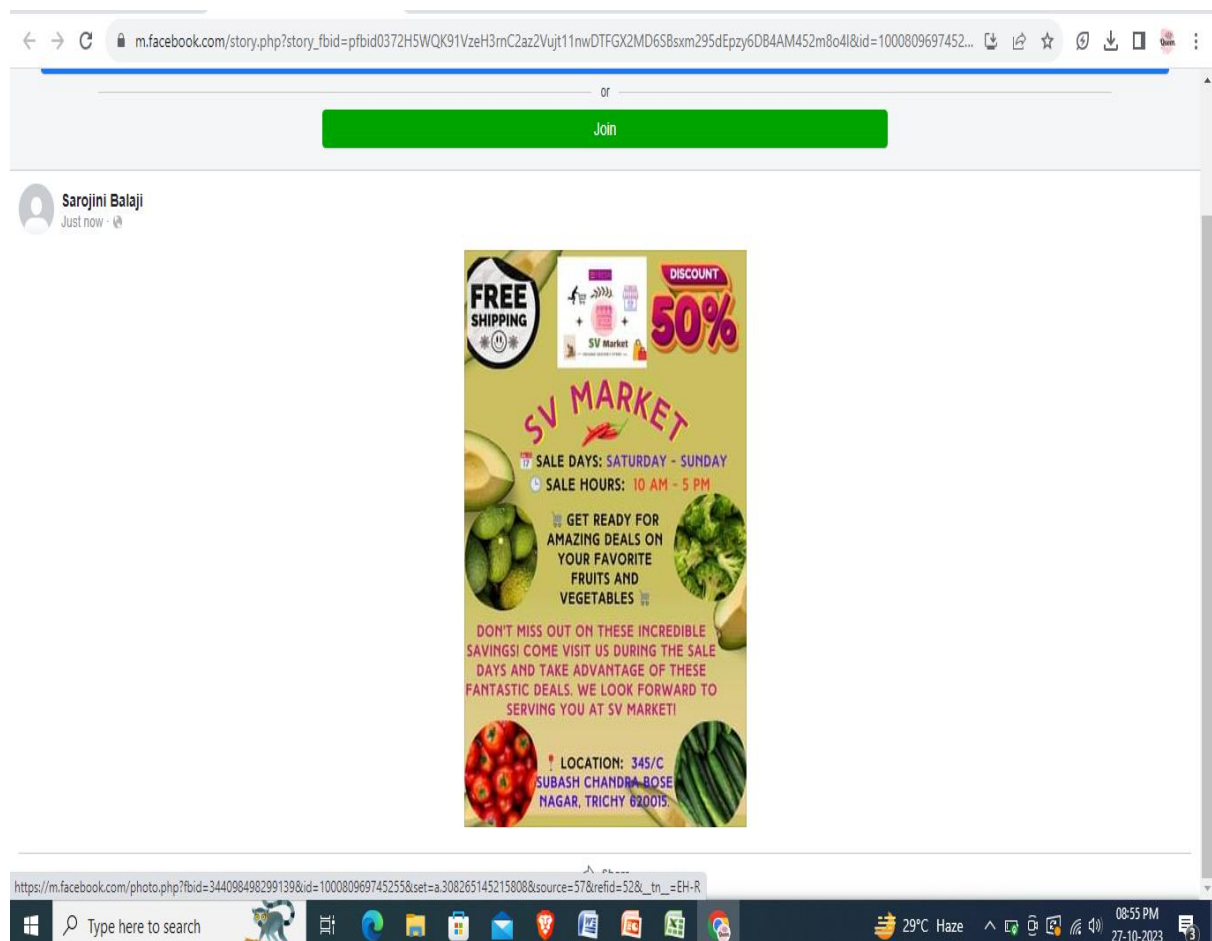 m.facebook.com/story.php?story_fbid=pfbid0372H5WQK91VzeH3rnC2az2Vujt11nwDTFGX2MD6SBsxm295dEpzy6DB4AM452m8o4l&id=1000809697452...
or
Join
Sarojini Balaji
Just now ·
FREE
SHIPPING
SV Market
DISCOUNT
50%
SV MARKET
17 SALE DAYS: SATURDAY - SUNDAY
SALE HOURS: 10 AM - 5 PM
GET READY FOR
AMAZING DEALS ON
YOUR FAVORITE
FRUITS AND
VEGETABLES
DON'T MISS OUT ON THESE INCREDIBLE
SAVINGS! COME VISIT US DURING THE SALE
DAYS AND TAKE ADVANTAGE OF THESE
FANTASTIC DEALS. WE LOOK FORWARD TO
SERVING YOU AT SV MARKET!
LOCATION: 345/C
SUBASH CHANDRA BOSE
NAGAR, TRICHY 620015.
Share
https://m.facebook.com/photo.php?fbid=344098498299139&id=100080969745255&set=a.308265145215808&source=57&refid=52&__tn__=EH-R
Type here to search
29°C Haze
08:55 PM
27-10-2023